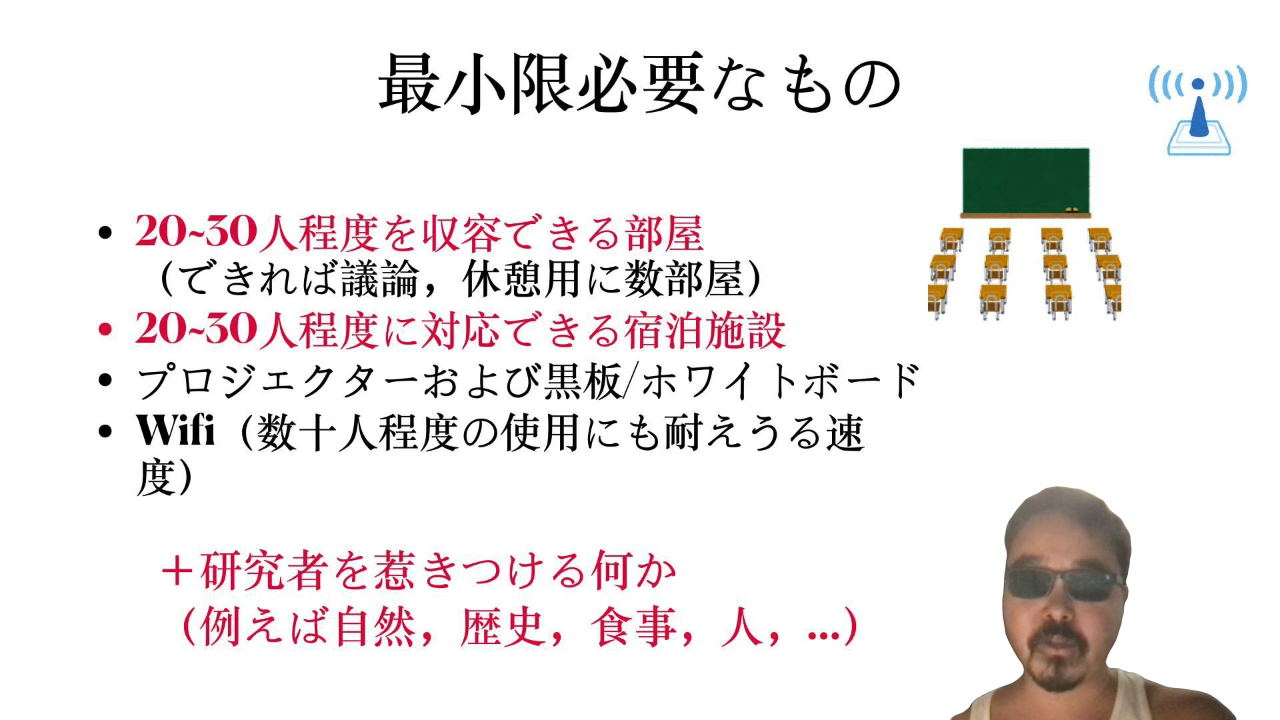 最小限必要なもの
• 20~30人程度を収容できる部屋
（できれば議論，休憩用に数部屋）
• 20~30人程度に対応できる宿泊施設
• プロジェクターおよび黒板/ホワイトボード
• Wifi（数十人程度の使用にも耐えうる速
度）
＋研究者を惹きつける何か
（例えば自然，歴史，食事，人，...）